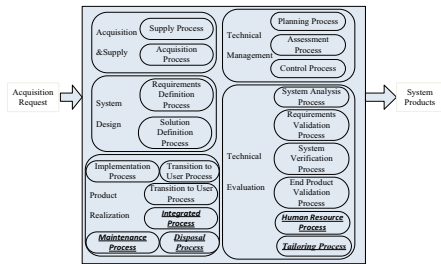 Acquisition
Request
Acquisition
&Supply
Supply Process
Acquisition
Process
System
Design
Requirements
Definition
Process
Solution
Definition
Process
Implementation
Process
Transition to
User Process
Product
Realization
Transition to User
Process
Integrated
Process
Maintenance
Process
Disposal
Process
Technical
Management
Planning Process
Assessment
Process
Control Process
Technical
Evaluation
System Analysis
Process
Requirements
Validation
Process
System
Verification
Process
End Product
Validation
Process
Human Resource
Process
Tailoring Process
System
Products